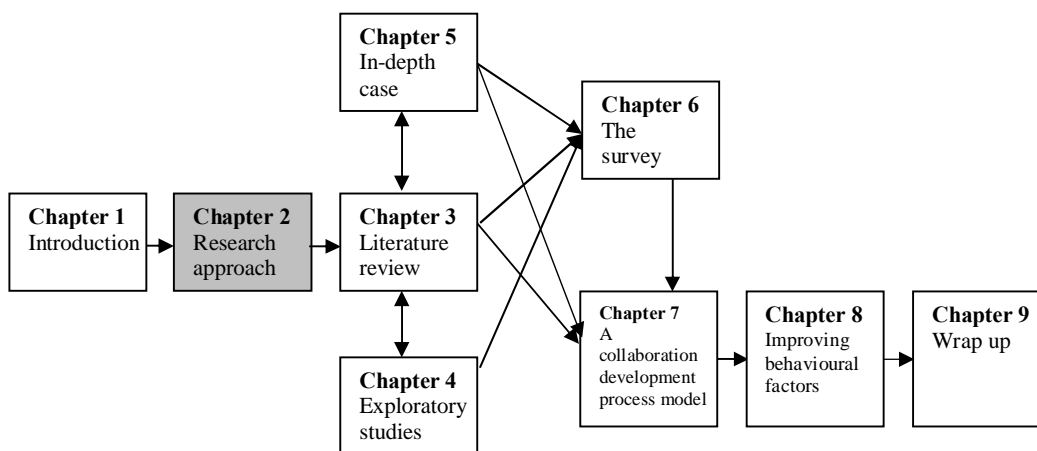 Chapter 5
In-depth
case
Chapter 6
The
survey
Chapter 1
Introduction
Chapter 2
Research
approach
Chapter 3
Literature
review
Chapter 7
A
collaboration
development
process model
Chapter 8
Improving
behavioural
factors
Chapter 9
Wrap up
Chapter 4
Exploratory
studies